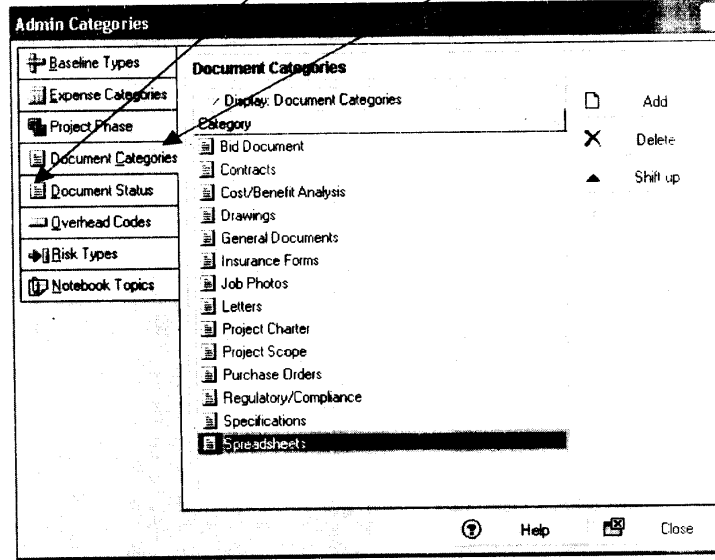 Admin Categories
Baseline Types
Expense Categories
Project Phase
Document Categories
Document Status
Overhead Codes
Risk Types
Notebook Topics
Document Categories
Display: Document Categories
Category
Bid Document
Contracts
Cost/Benefit Analysis
Drawings
General Documents
Insurance Forms
Job Photos
Letters
Project Charter
Project Scope
Purchase Orders
Regulatory/Compliance
Specifications
Spreadsheets
Add
Delete
Shift up
Help
Close